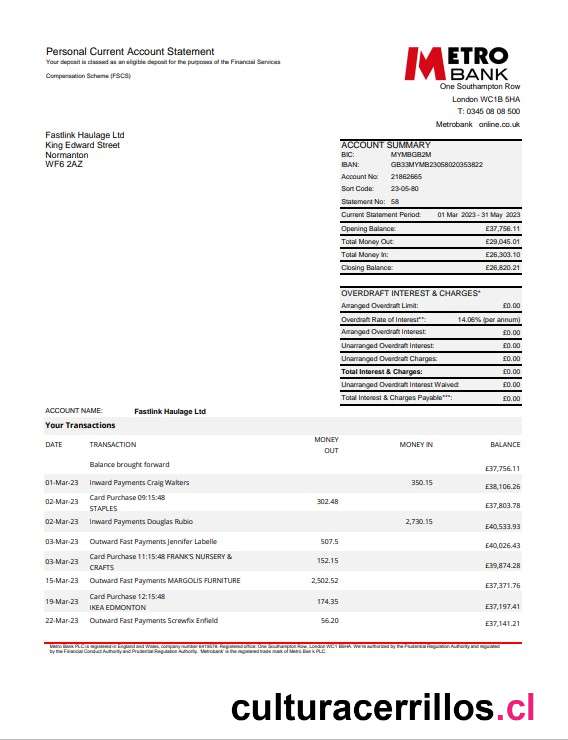 Personal Current Account Statement
Your deposit is classed as an eligible deposit for the purposes of the Financial Services
Compensation Scheme (FSCS)
METRO
BANK
One Southampton Row
London WC1B 5HA
T: 0345 08 08 500
Metrobank online.co.uk
Fastlink Haulage Ltd
King Edward Street
Normanton
WF6 2AZ
ACCOUNT SUMMARY
BIC: MYMBGB2M
IBAN: GB33MYMB23058020353822
Account No: 21862665
Sort Code: 23-05-80
Statement No: 58
Current Statement Period: 01 Mar 2023 - 31 May 2023
Opening Balance: £37,756.11
Total Money Out: £29,045.01
Total Money In: £26,303.10
Closing Balance: £26,820.21
OVERDRAFT INTEREST & CHARGES*
Arranged Overdraft Limit: £0.00
Overdraft Rate of Interest**: 14.06% (per annum)
Arranged Overdraft Interest: £0.00
Unarranged Overdraft Interest: £0.00
Unarranged Overdraft Charges: £0.00
Total Interest & Charges: £0.00
Unarranged Overdraft Interest Waived: £0.00
Total Interest & Charges Payable***: £0.00
ACCOUNT NAME: Fastlink Haulage Ltd
Your Transactions
DATE TRANSACTION MONEY OUT MONEY IN BALANCE
Balance brought forward £37,756.11
01-Mar-23 Inward Payments Craig Walters 350.15 £38,106.26
02-Mar-23 Card Purchase 09:15:48 302.48 £37,803.78
STAPLES
02-Mar-23 Inward Payments Douglas Rubio 2,730.15 £40,533.93
03-Mar-23 Outward Fast Payments Jennifer Labelle 507.5 £40,026.43
03-Mar-23 Card Purchase 11:15:48 FRANK'S NURSERY & 152.15 £39,874.28
CRAFTS
15-Mar-23 Outward Fast Payments MARGOLIS FURNITURE 2,502.52 £37,371.76
19-Mar-23 Card Purchase 12:15:48 174.35 £37,197.41
IKEA EDMONTON
22-Mar-23 Outward Fast Payments Screwfix Enfield 56.20 £37,141.21
Metro Bank PLC is registered in England and Wales, company number 6419578. Registered office: One Southampton Row, London WC1 B5HA. We're authorized by the Prudential Regulation Authority and regulated
by the Financial Conduct Authority and Prudential Regulation Authority. 'Metrobank' is the registered trade mark of Metro Bank PLC.
culturacerrillos.cl